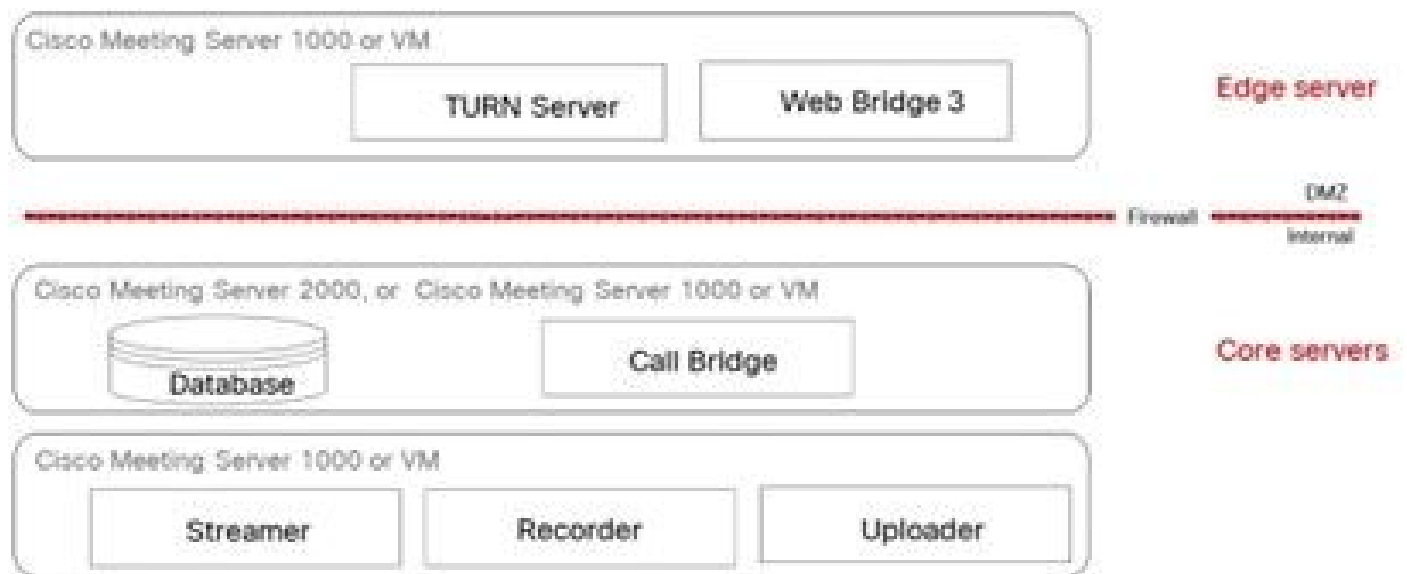 Cisco Meeting Server 1000 or VM
TURN Server
Web Bridge 3
Edge server
DMZ
Firewall
Internal
Cisco Meeting Server 2000, or Cisco Meeting Server 1000 or VM
Database
Call Bridge
Core servers
Cisco Meeting Server 1000 or VM
Streamer
Recorder
Uploader